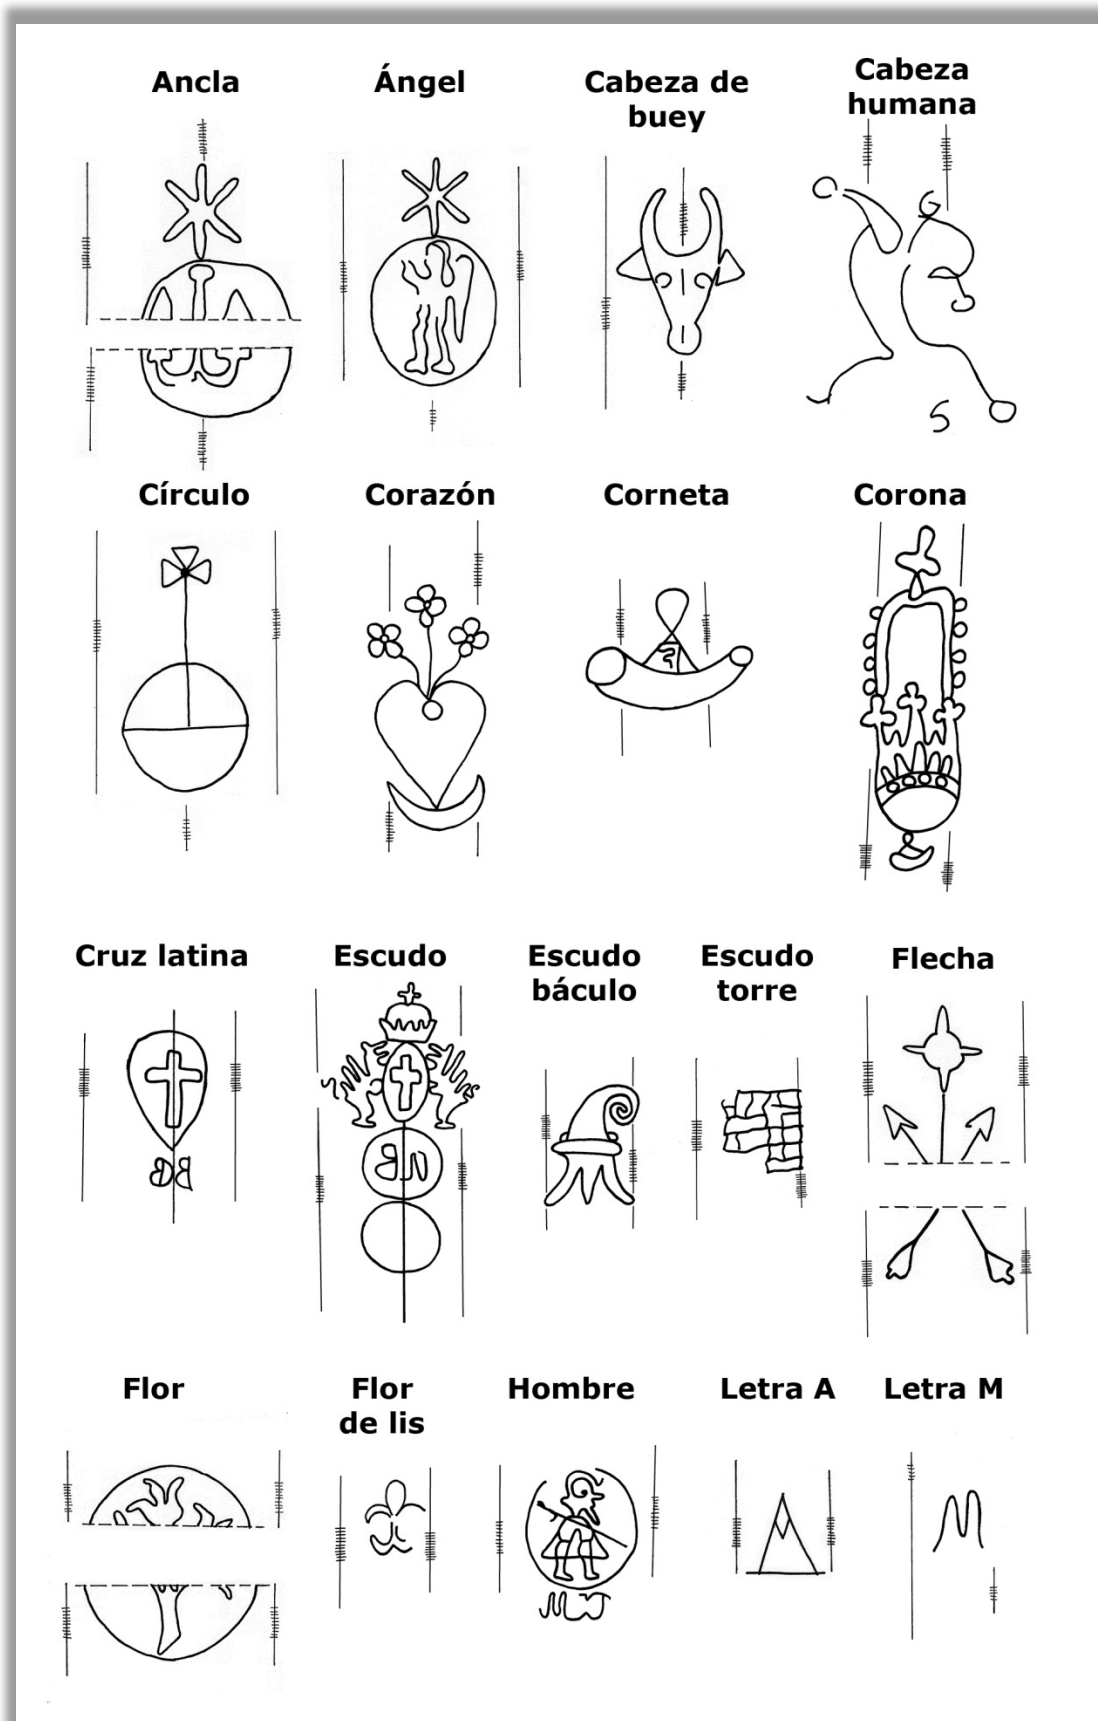 Ancla
Ángel
Cabeza de
buey
Cabeza
humana
G
S
Círculo
Corazón
Corneta
Corona
Cruz latina
Escudo
Escudo
báculo
Escudo
torre
Flecha
Flor
Flor
de lis
Hombre
Letra A
Letra M